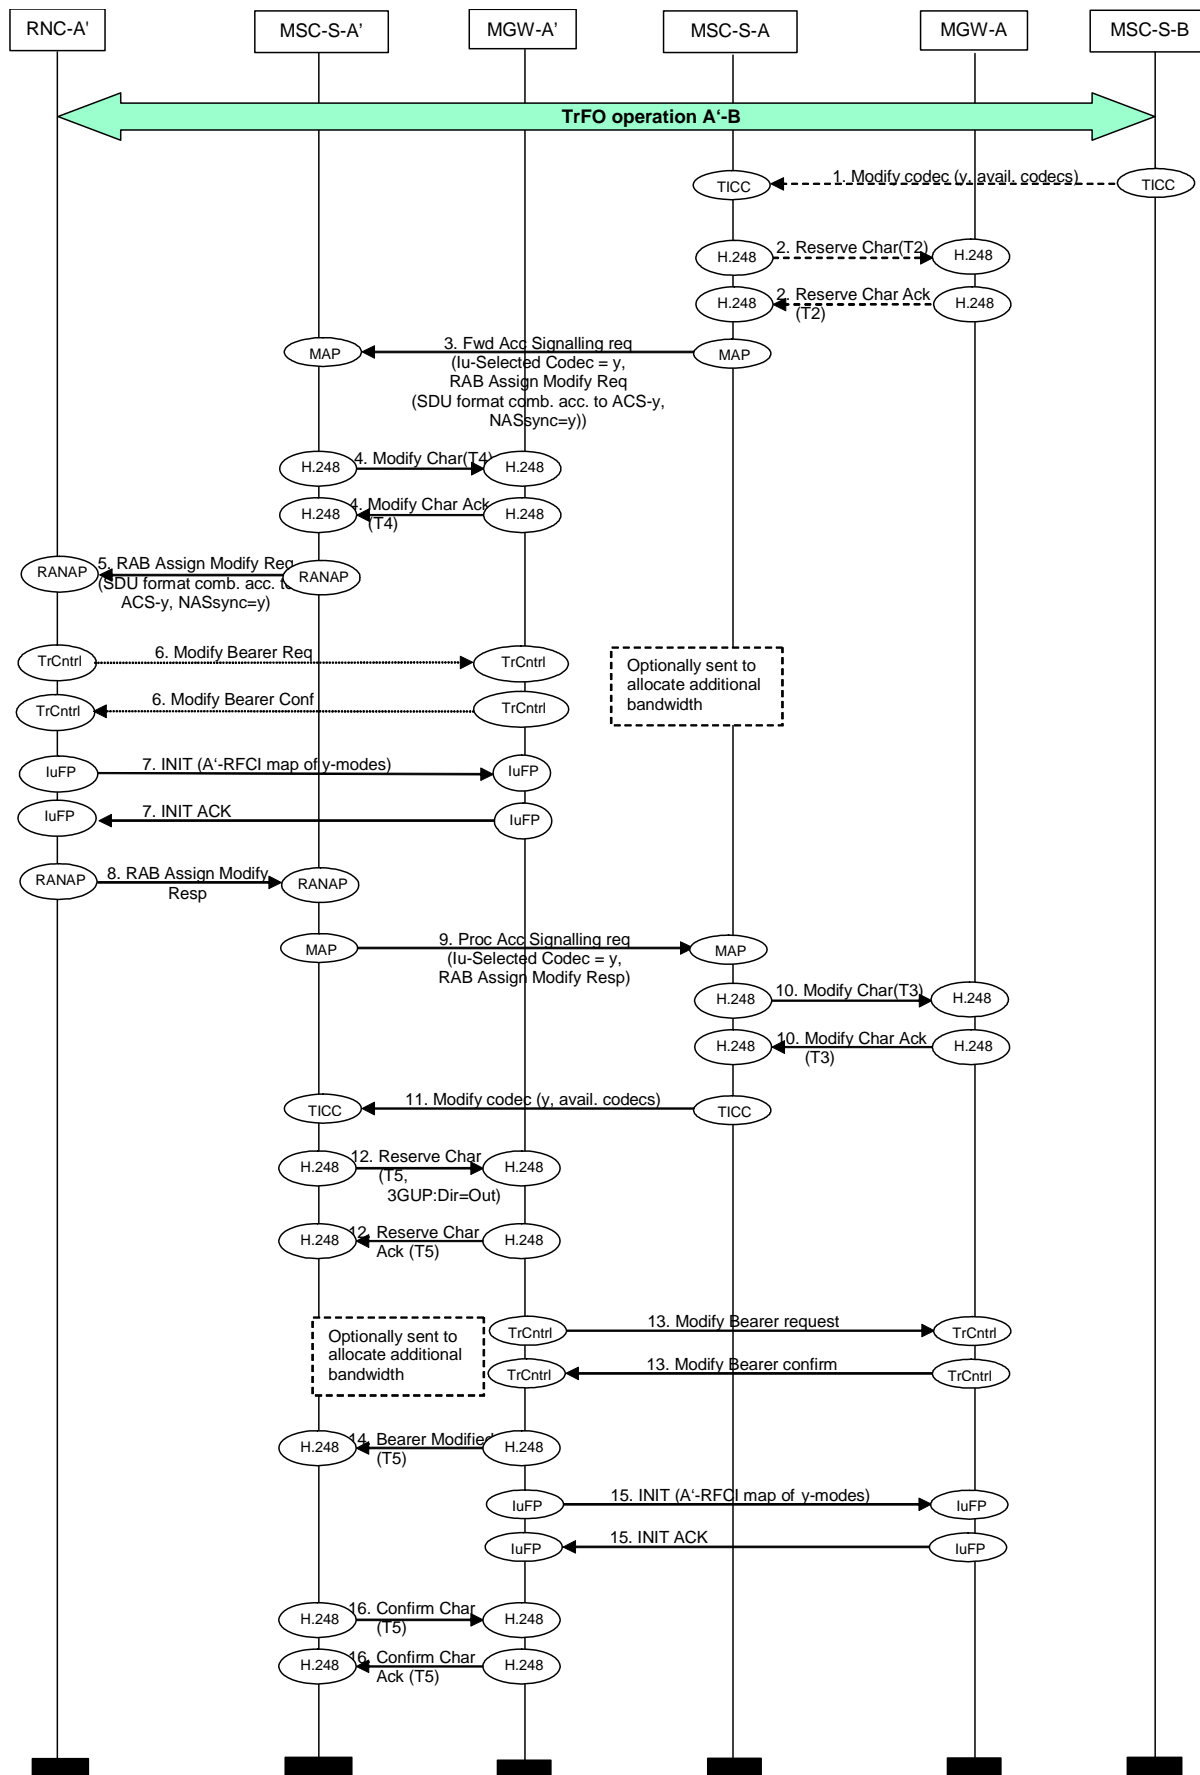 RNC-A'
MSC-S-A’
MGW-A’
MSC-S-A
MGW-A
MSC-S-B
TrFO operation A‘-B
TICC
1. Modify codec (y, avail. codecs)
TICC
H.248
2. Reserve Char(T2)
H.248
H.248
2. Reserve Char Ack
(T2)
H.248
MAP
3. Fwd Acc Signalling req
(Iu-Selected Codec = y,
RAB Assign Modify Req
(SDU format comb. acc. to ACS-y,
NASsync=y))
MAP
H.248
4. Modify Char(T4)
H.248
H.248
4. Modify Char Ack
(T4)
H.248
RANAP
5. RAB Assign Modify Req
(SDU format comb. acc. to
ACS-y, NASsync=y)
RANAP
TrCntrl
6. Modify Bearer Req
TrCntrl
TrCntrl
6. Modify Bearer Conf
TrCntrl
Optionally sent to
allocate additional
bandwidth
IuFP
7. INIT (A‘-RFCI map of y-modes)
IuFP
IuFP
7. INIT ACK
IuFP
RANAP
8. RAB Assign Modify
Resp
RANAP
MAP
9. Proc Acc Signalling req
(Iu-Selected Codec = y,
RAB Assign Modify Resp)
MAP
H.248
10. Modify Char(T3)
H.248
H.248
10. Modify Char Ack
(T3)
H.248
TICC
11. Modify codec (y, avail. codecs)
TICC
H.248
12. Reserve Char
(T5,
3GUP:Dir=Out)
H.248
H.248
12. Reserve Char
Ack (T5)
H.248
Optionally sent to
allocate additional
bandwidth
TrCntrl
13. Modify Bearer request
TrCntrl
TrCntrl
13. Modify Bearer confirm
TrCntrl
H.248
14. Bearer Modified
(T5)
H.248
IuFP
15. INIT (A‘-RFCI map of y-modes)
IuFP
IuFP
15. INIT ACK
IuFP
H.248
16. Confirm Char
(T5)
H.248
H.248
16. Confirm Char
Ack (T5)
H.248